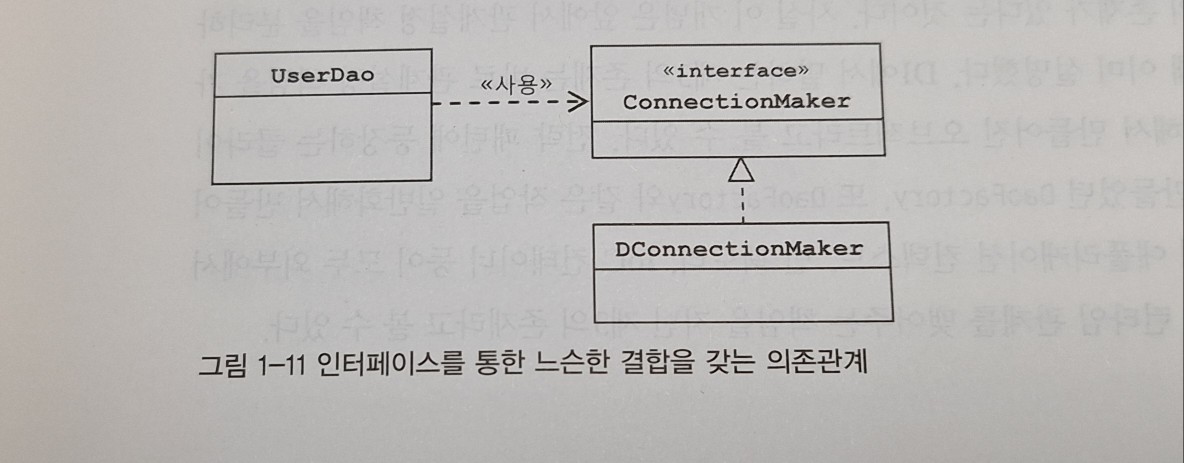 UserDao
«사용»
«interface»
ConnectionMaker
DConnectionMaker
그림 1-11 인터페이스를 통한 느슨한 결합을 갖는 의존관계